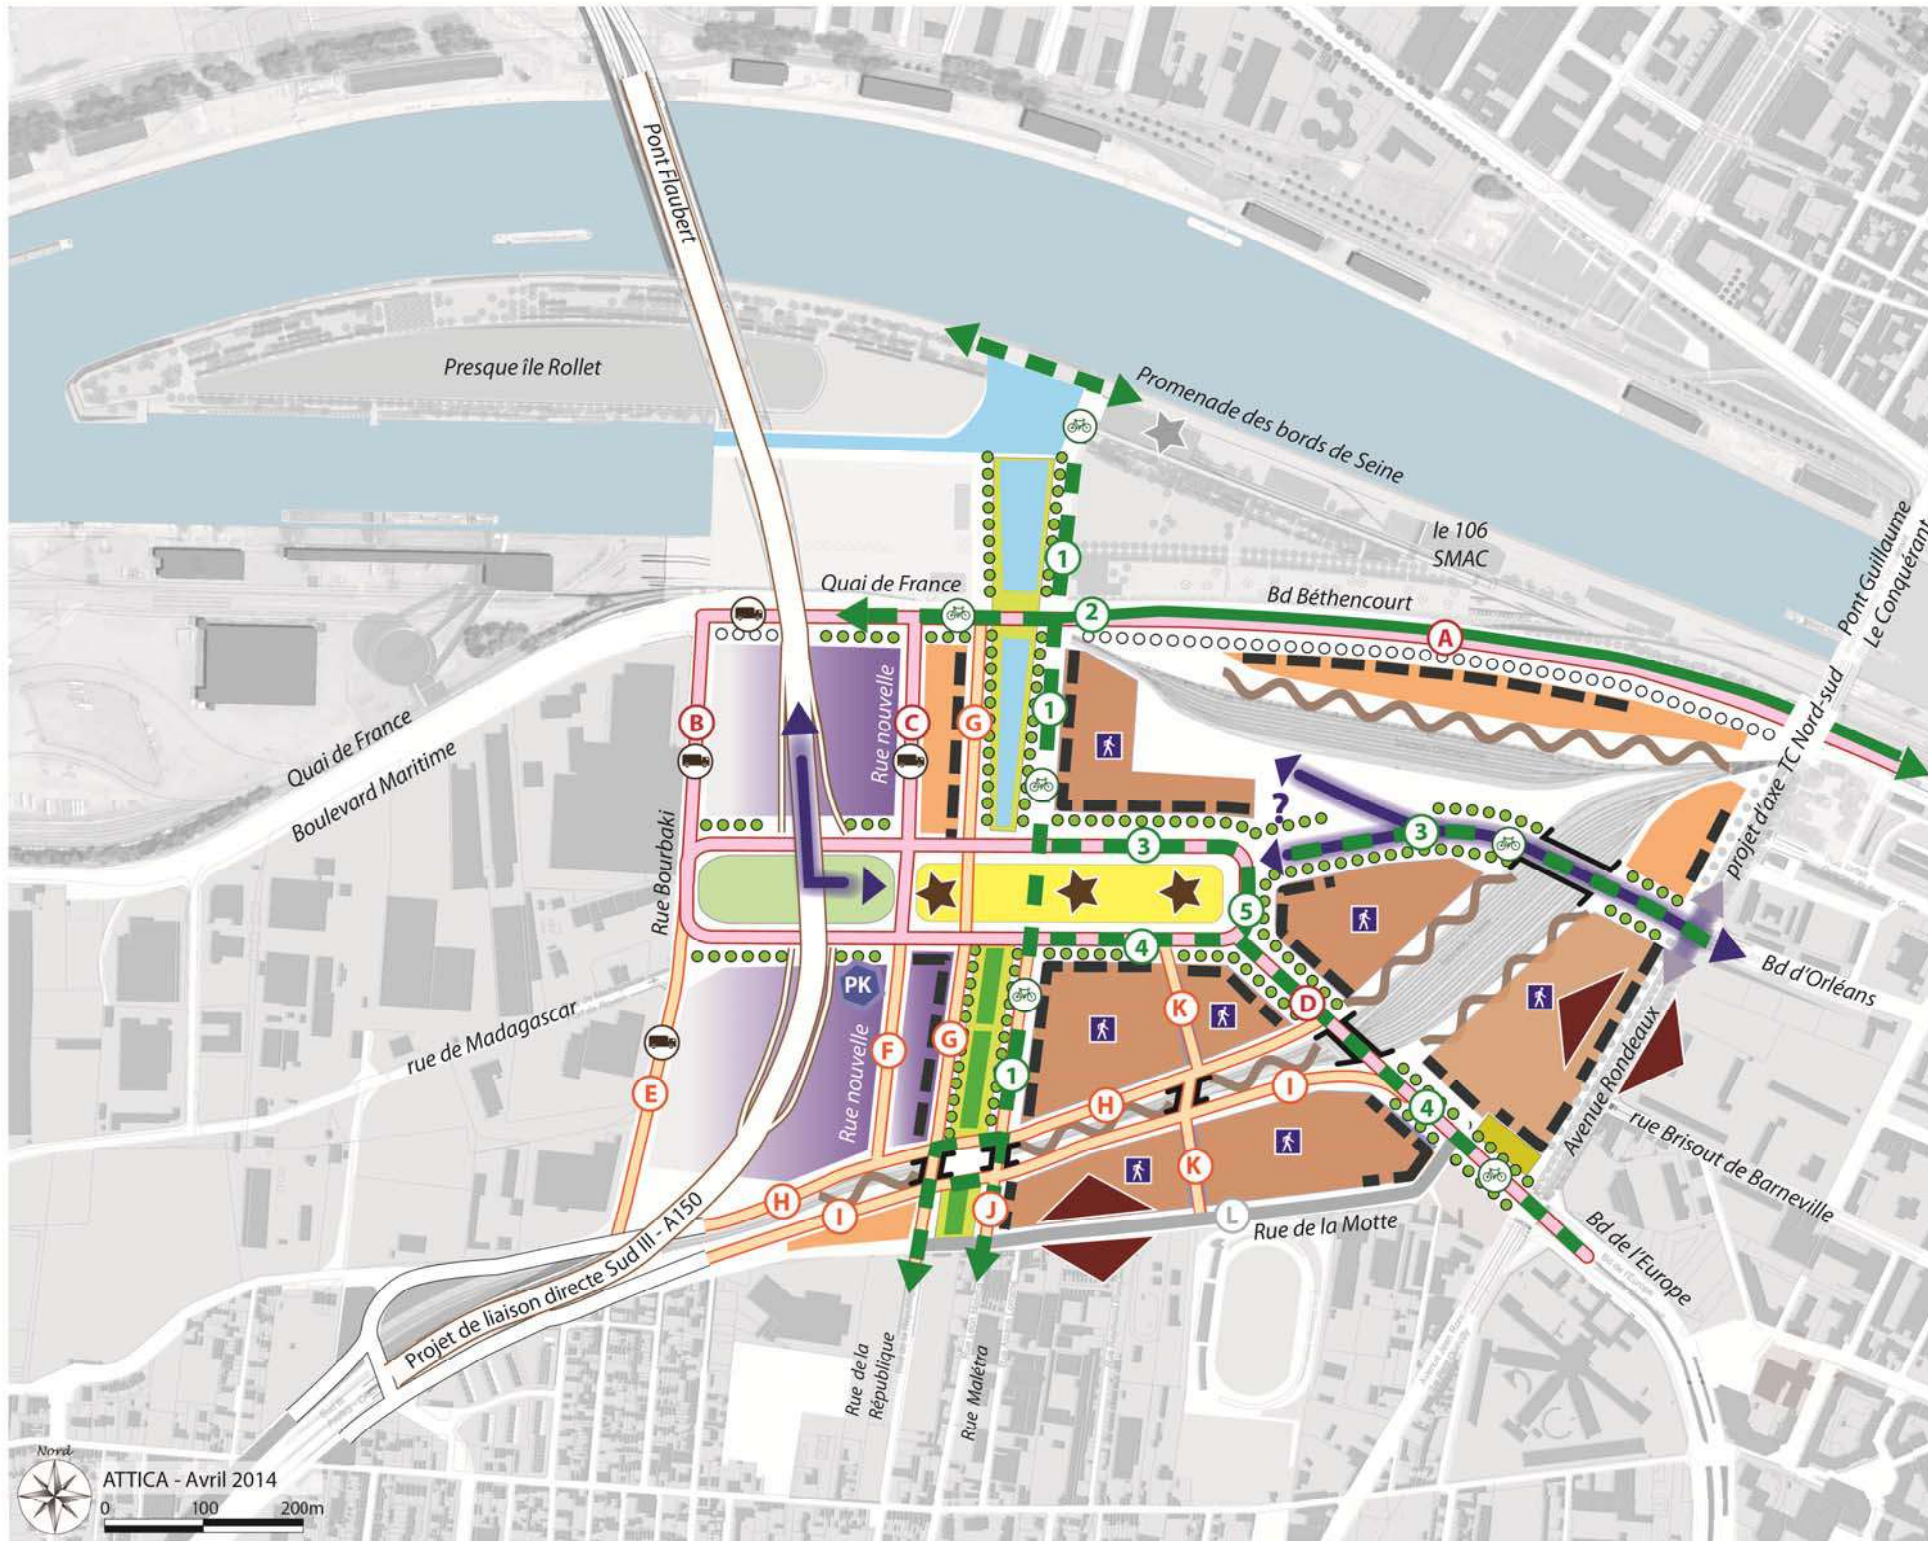 Pont Flaubert
Presque île Rollet
Promenade des bords de Seine
le 106
SMAC
Pont Guillaume
Le Conquérant
1
Quai de France
2
Bd Béthencourt
A
B
C
G
1
Rue nouvelle
projet d'axe TC Nord-sud
Quai de France
Boulevard Maritime
?
3
3
Rue Bourbaki
5
4
Bd d'Orléans
PK
D
K
rue de Madagascar
Rue nouvelle
F
G
1
E
H
I
4
Avenue Rondeaux
rue Brisout de Barneville
K
H
I
J
L
Rue de la Motte
Bd de l'Europe
Projet de liaison directe Sud III - A150
Rue de la
République
Rue Malétra
Nord
ATTICA - Avril 2014
0 100 200m